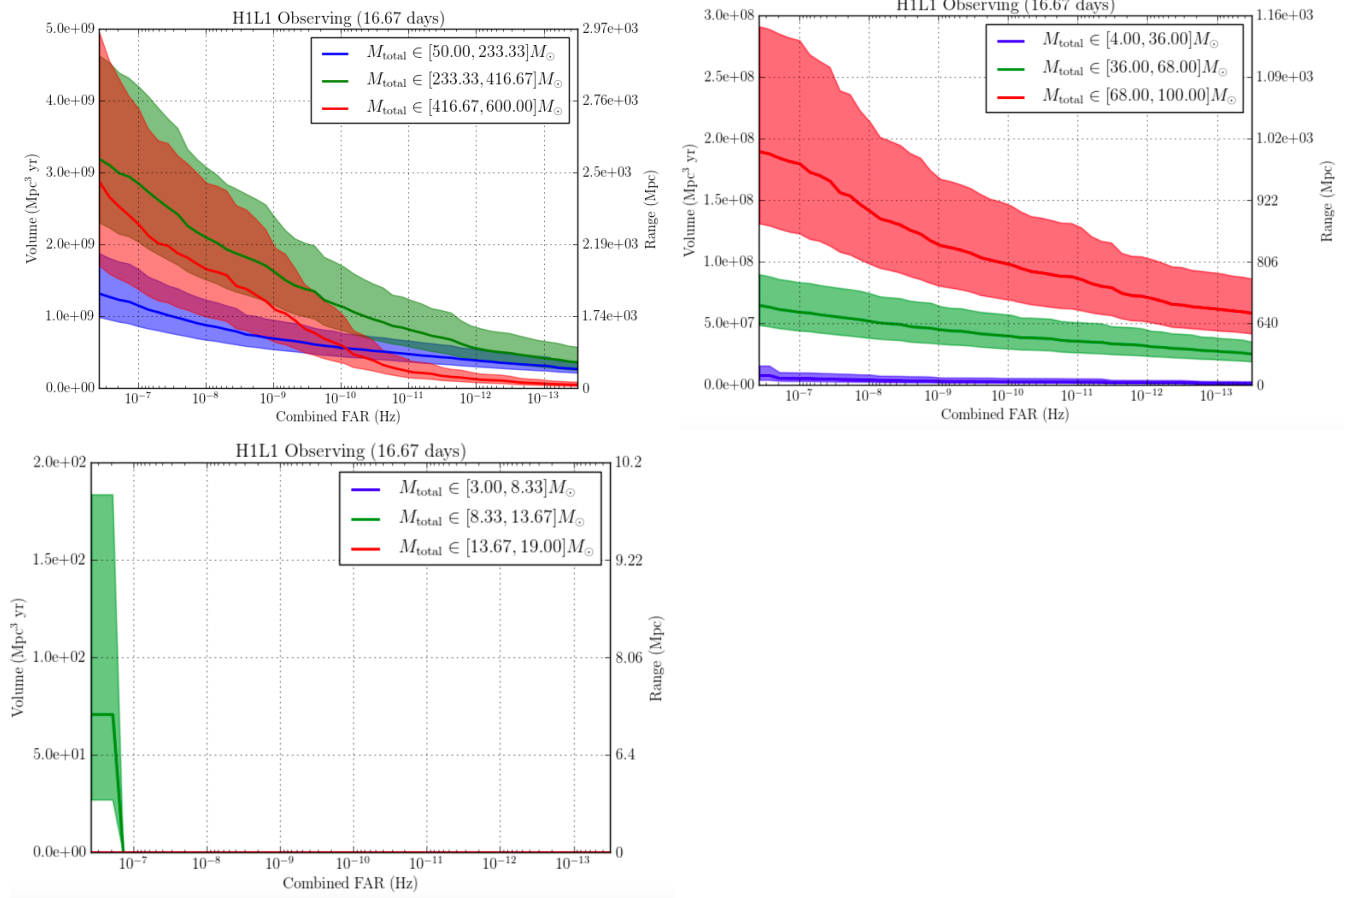 H1L1 Observing (16.67 days)
5.0e+09
4.0e+09
3.0e+09
2.0e+09
1.0e+09
0.0e+00
Volume (Mpc³ yr)
M_total ∈ [50.00, 233.33]M_⊙
M_total ∈ [233.33, 416.67]M_⊙
M_total ∈ [416.67, 600.00]M_⊙
2.97e+03
2.76e+03
2.5e+03
2.19e+03
1.74e+03
0
Range (Mpc)
10⁻⁷ 10⁻⁸ 10⁻⁹ 10⁻¹⁰ 10⁻¹¹ 10⁻¹² 10⁻¹³
Combined FAR (Hz)
H1L1 Observing (16.67 days)
3.0e+08
2.5e+08
2.0e+08
1.5e+08
1.0e+08
5.0e+07
0.0e+00
Volume (Mpc³ yr)
M_total ∈ [4.00, 36.00]M_⊙
M_total ∈ [36.00, 68.00]M_⊙
M_total ∈ [68.00, 100.00]M_⊙
1.16e+03
1.09e+03
1.02e+03
922
806
640
0
Range (Mpc)
10⁻⁷ 10⁻⁸ 10⁻⁹ 10⁻¹⁰ 10⁻¹¹ 10⁻¹² 10⁻¹³
Combined FAR (Hz)
H1L1 Observing (16.67 days)
2.0e+02
1.5e+02
1.0e+02
5.0e+01
0.0e+00
Volume (Mpc³ yr)
M_total ∈ [3.00, 8.33]M_⊙
M_total ∈ [8.33, 13.67]M_⊙
M_total ∈ [13.67, 19.00]M_⊙
10.2
9.22
8.06
6.4
0
Range (Mpc)
10⁻⁷ 10⁻⁸ 10⁻⁹ 10⁻¹⁰ 10⁻¹¹ 10⁻¹² 10⁻¹³
Combined FAR (Hz)